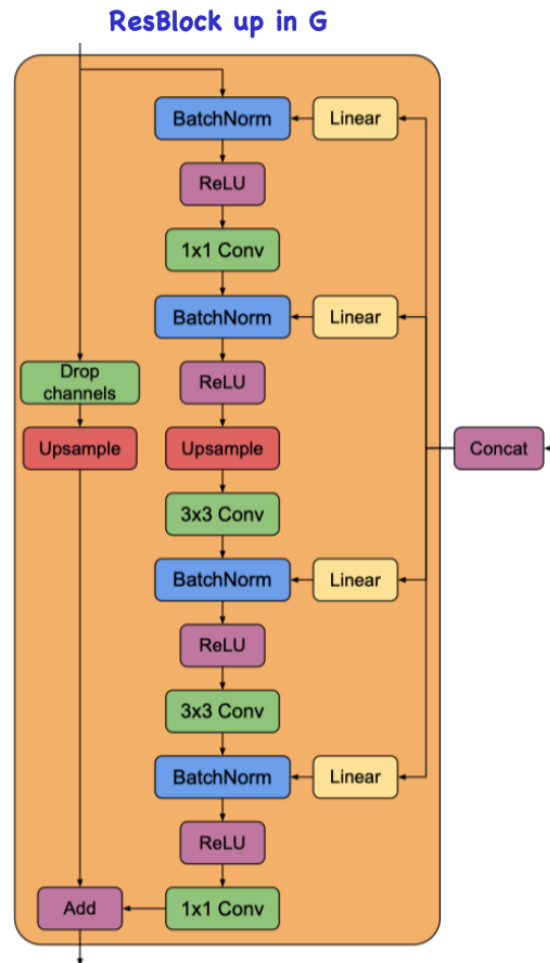 ResBlock up in G
BatchNorm
Linear
ReLU
1x1 Conv
BatchNorm
Linear
Drop
channels
ReLU
Upsample
Upsample
Concat
3x3 Conv
BatchNorm
Linear
ReLU
3x3 Conv
BatchNorm
Linear
ReLU
Add
1x1 Conv